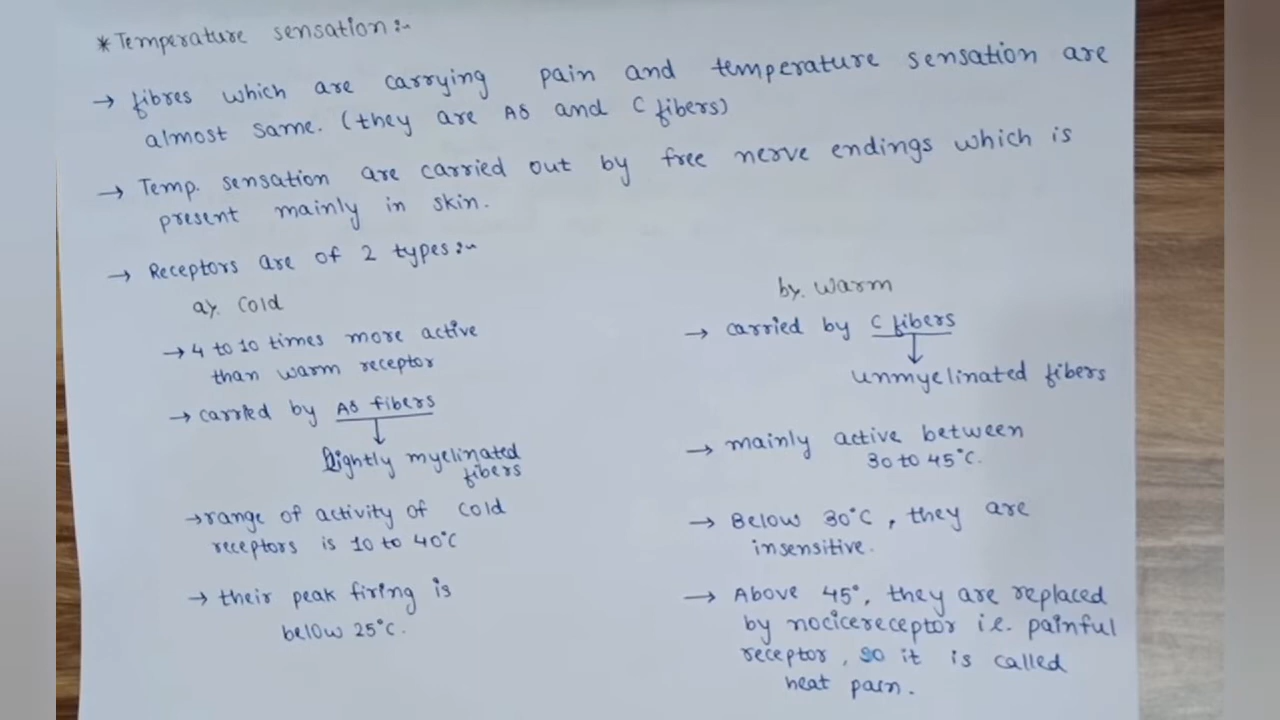 * Temperature sensation:-
→ fibres which are carrying pain and temperature sensation are
almost same. (they are Aδ and C fibers)
→ Temp. sensation are carried out by free nerve endings which is
present mainly in skin.
→ Receptors are of 2 types:-
a). Cold
→ 4 to 10 times more active
than warm receptor
→ carried by Aδ fibers
↓
Lightly myelinated
fibers
→ range of activity of cold
receptors is 10 to 40°C
→ their peak firing is
below 25°C.
b). Warm
→ carried by C fibers
↓
Unmyelinated fibers
→ mainly active between
30 to 45°C.
→ Below 30°C, they are
insensitive.
→ Above 45°, they are replaced
by nocicereceptor i.e. painful
receptor, so it is called
heat pain.